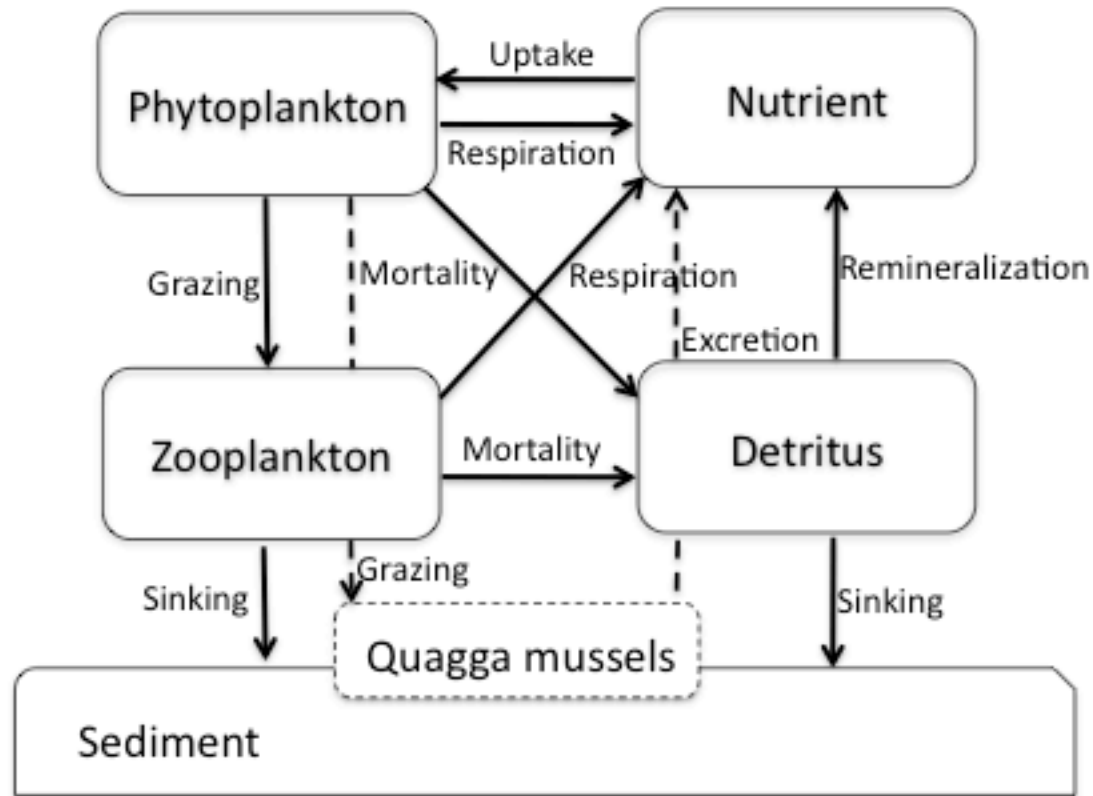 Uptake
Phytoplankton
Nutrient
Respiration
Grazing
Mortality
Respiration
Remineralization
Excretion
Zooplankton
Mortality
Detritus
Sinking
Grazing
Sinking
Quagga mussels
Sediment